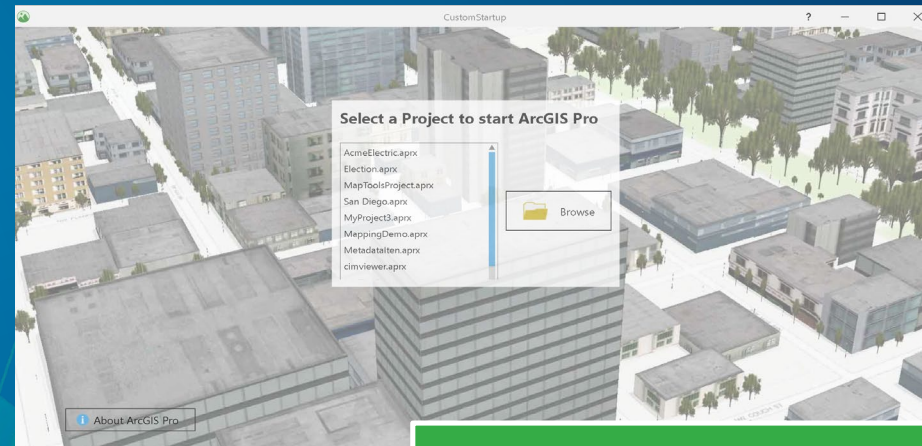 CustomStartup
?
Select a Project to start ArcGIS Pro
AcmeElectric.aprx
Election.aprx
MapToolsProject.aprx
San Diego.aprx
MyProject3.aprx
MappingDemo.aprx
MetadataIten.aprx
cimviewer.aprx
Browse
About ArcGIS Pro